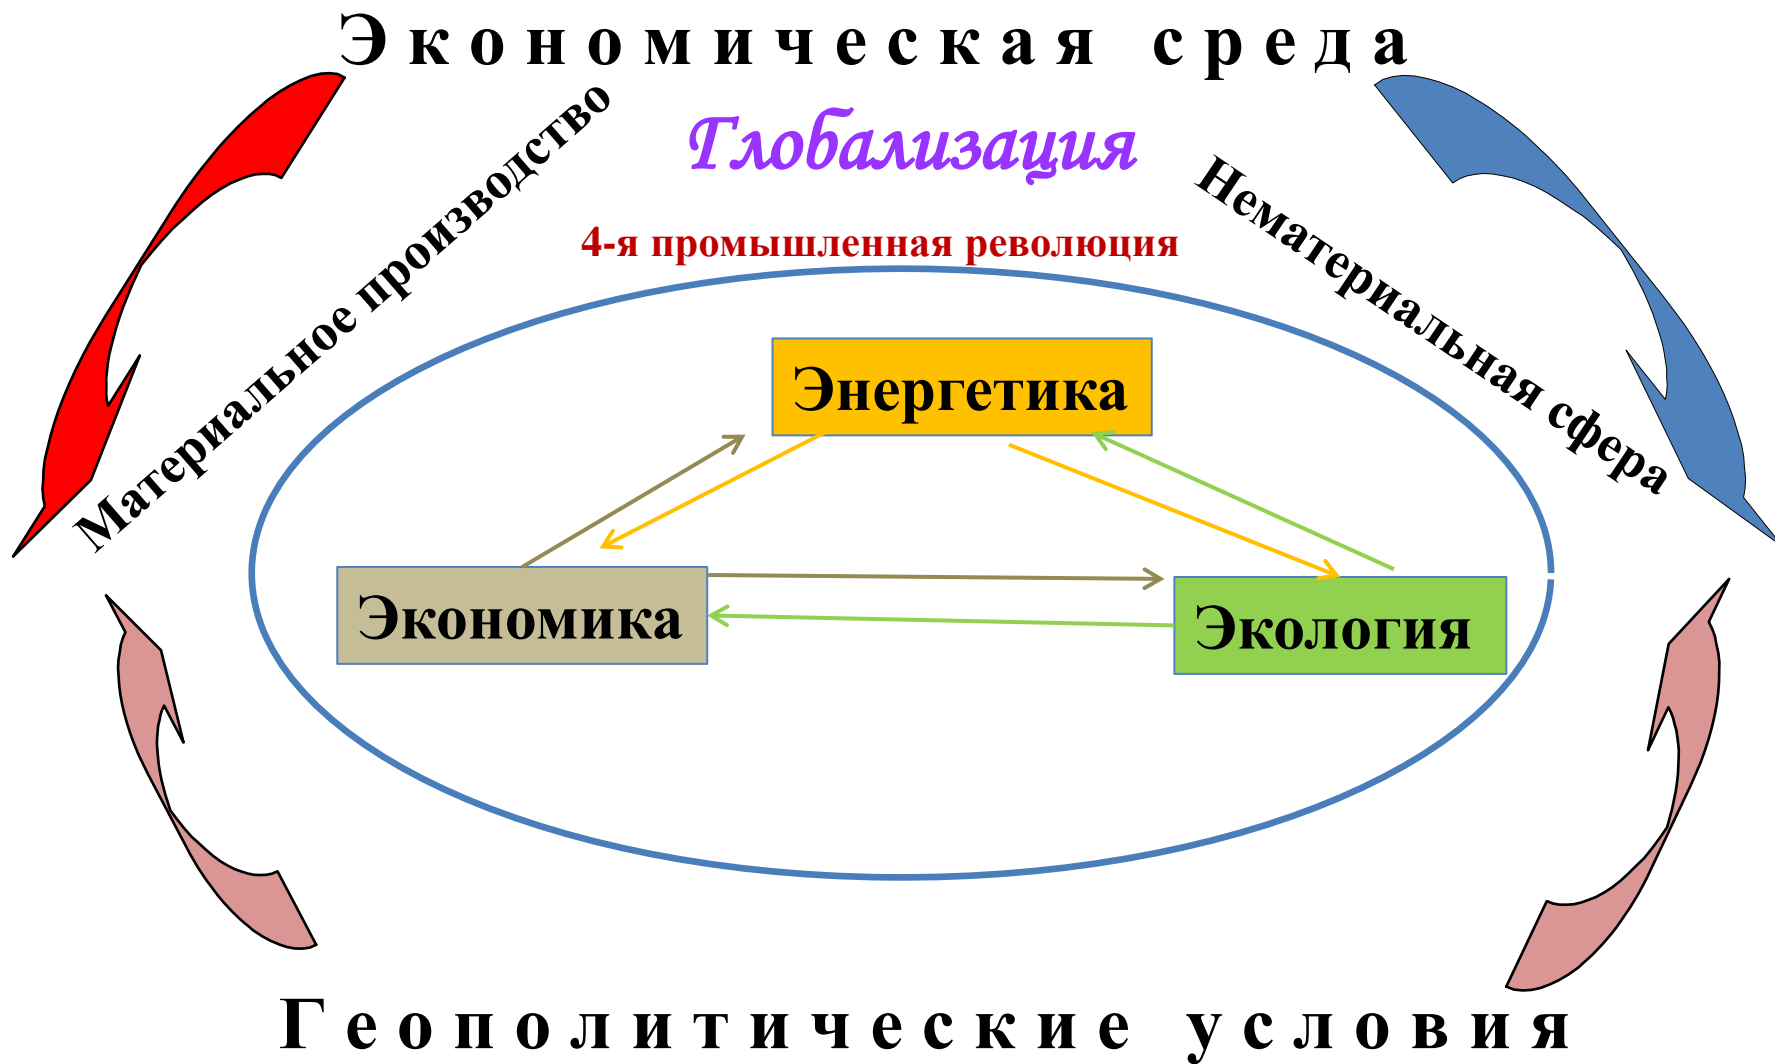 Экономическая среда
Глобализация
Материальное производство
Нематериальная сфера
4-я промышленная революция
Энергетика
Экономика
Экология
Геополитические условия